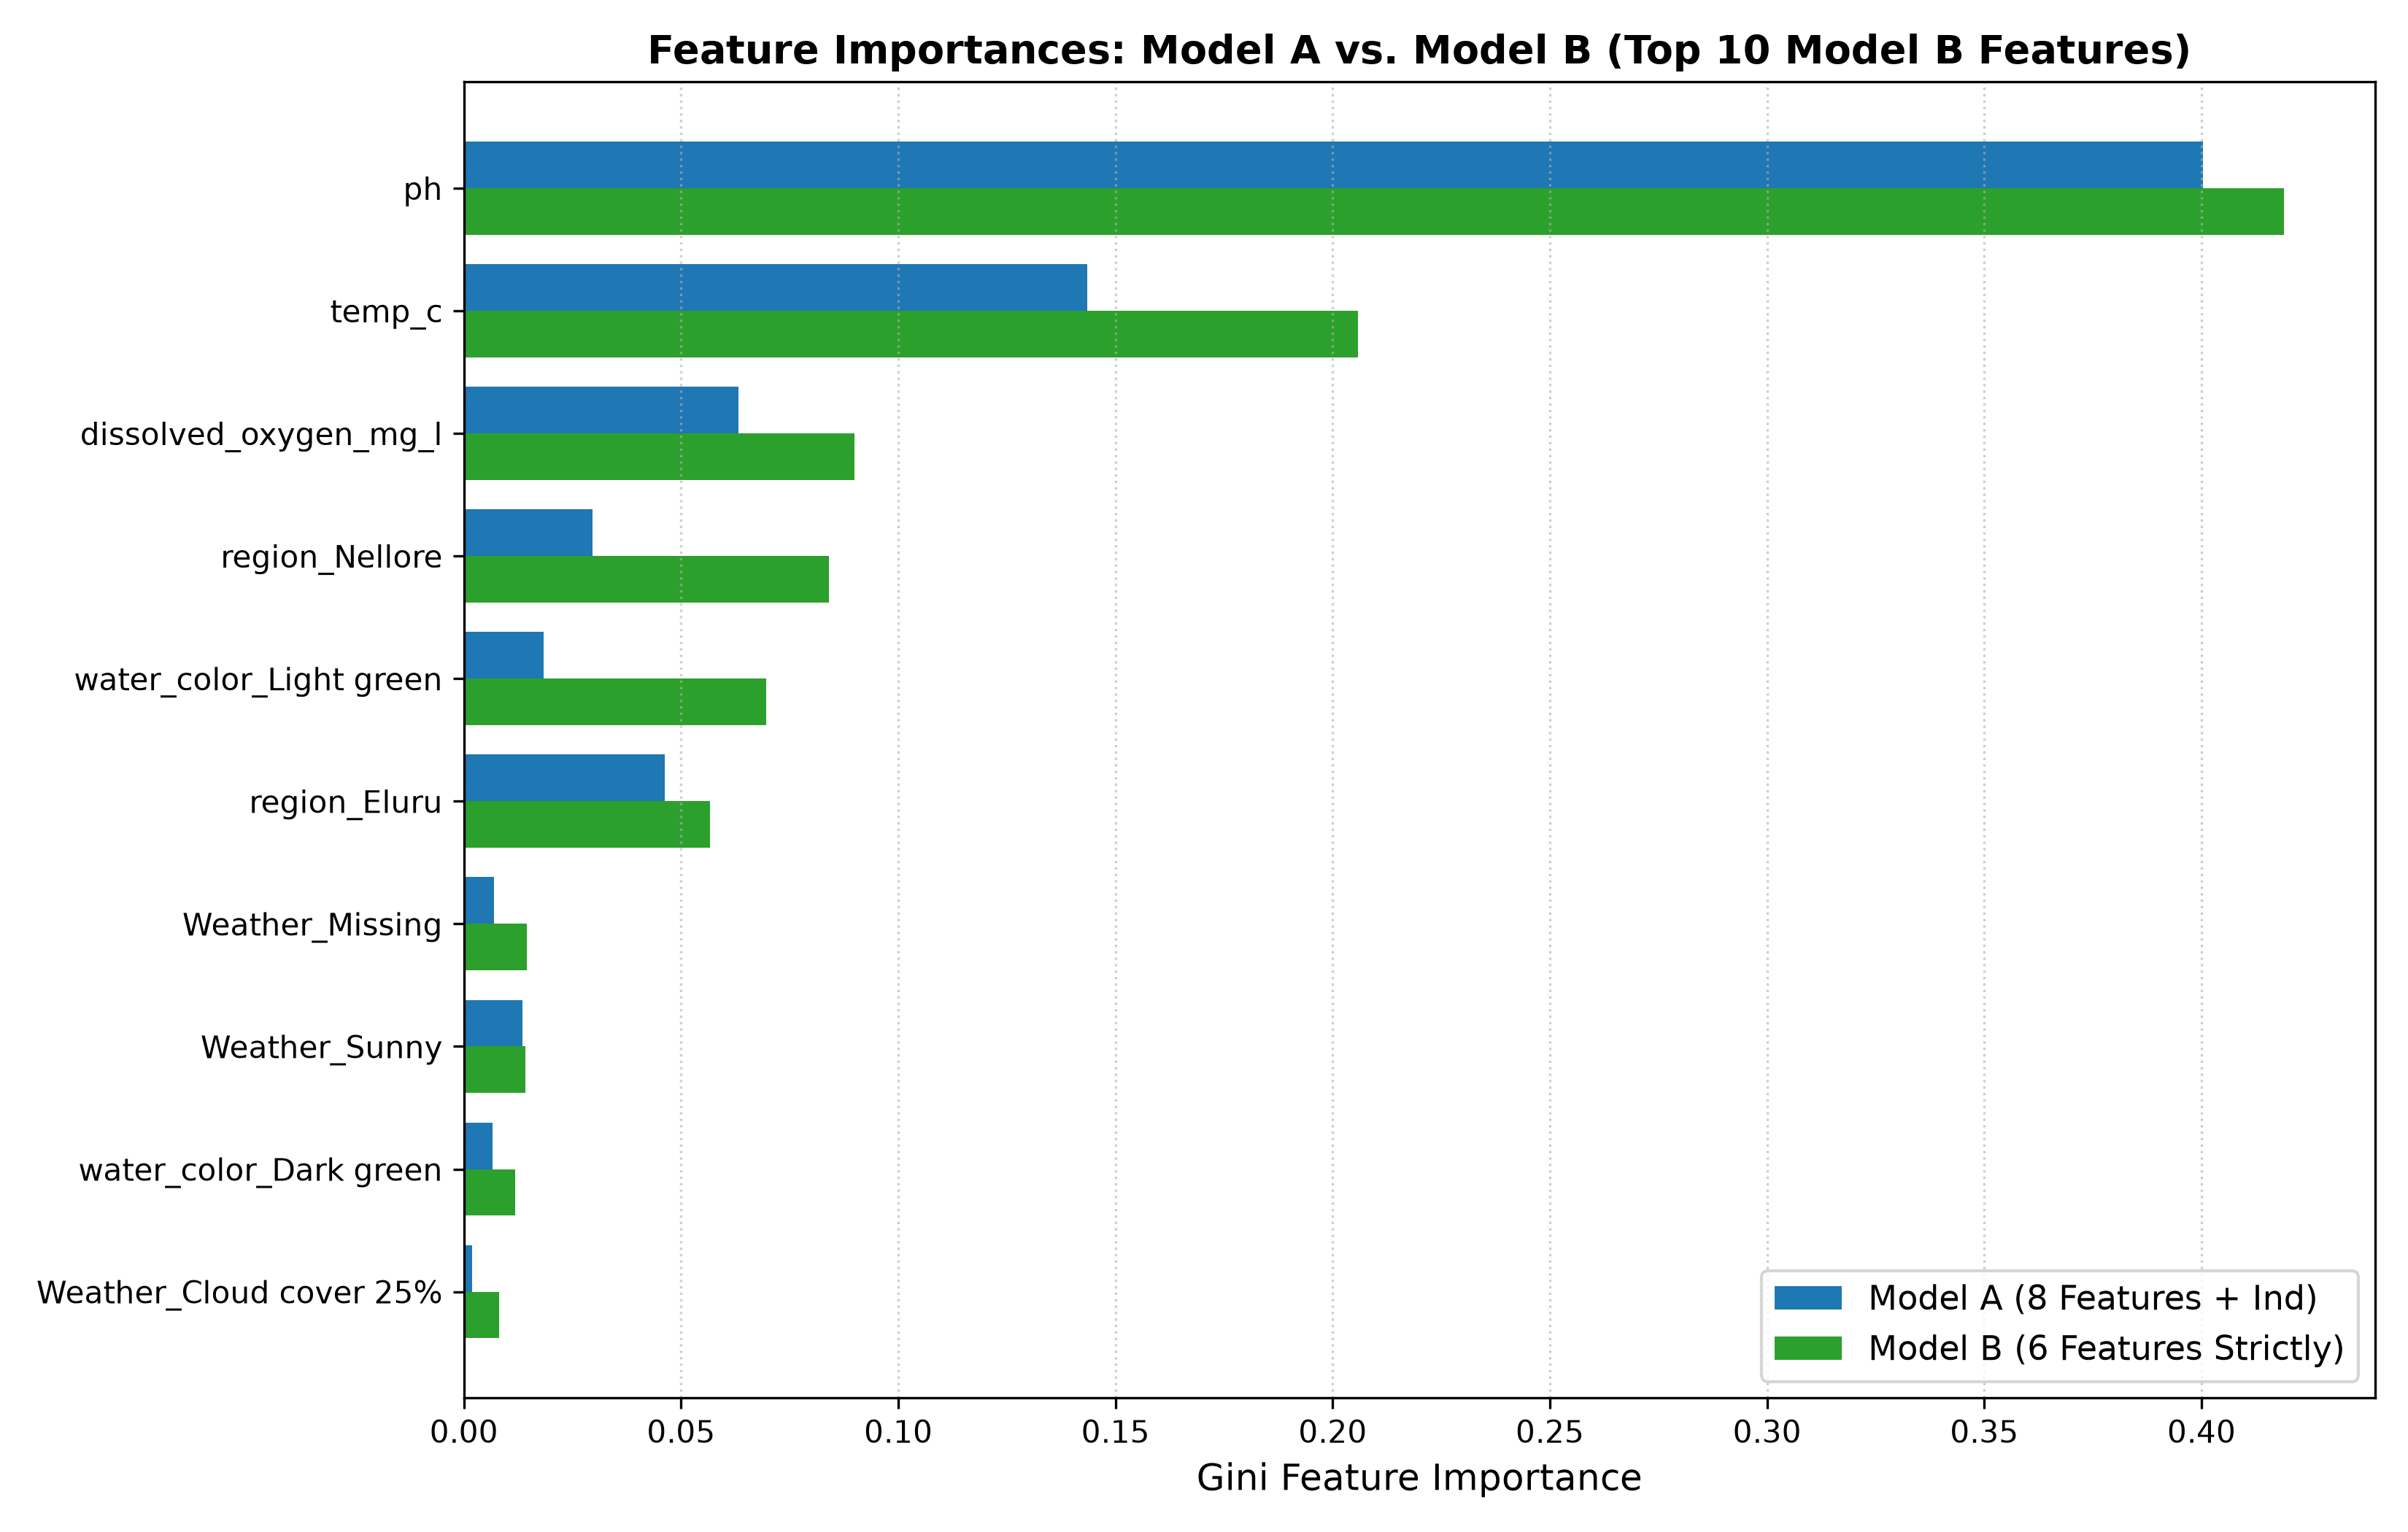 Feature Importances: Model A vs. Model B (Top 10 Model B Features)
ph
temp_c
dissolved_oxygen_mg_l
region_Nellore
water_color_Light green
region_Eluru
Weather_Missing
Weather_Sunny
water_color_Dark green
Weather_Cloud cover 25%
Model A (8 Features + Ind)
Model B (6 Features Strictly)
0.00 0.05 0.10 0.15 0.20 0.25 0.30 0.35 0.40
Gini Feature Importance